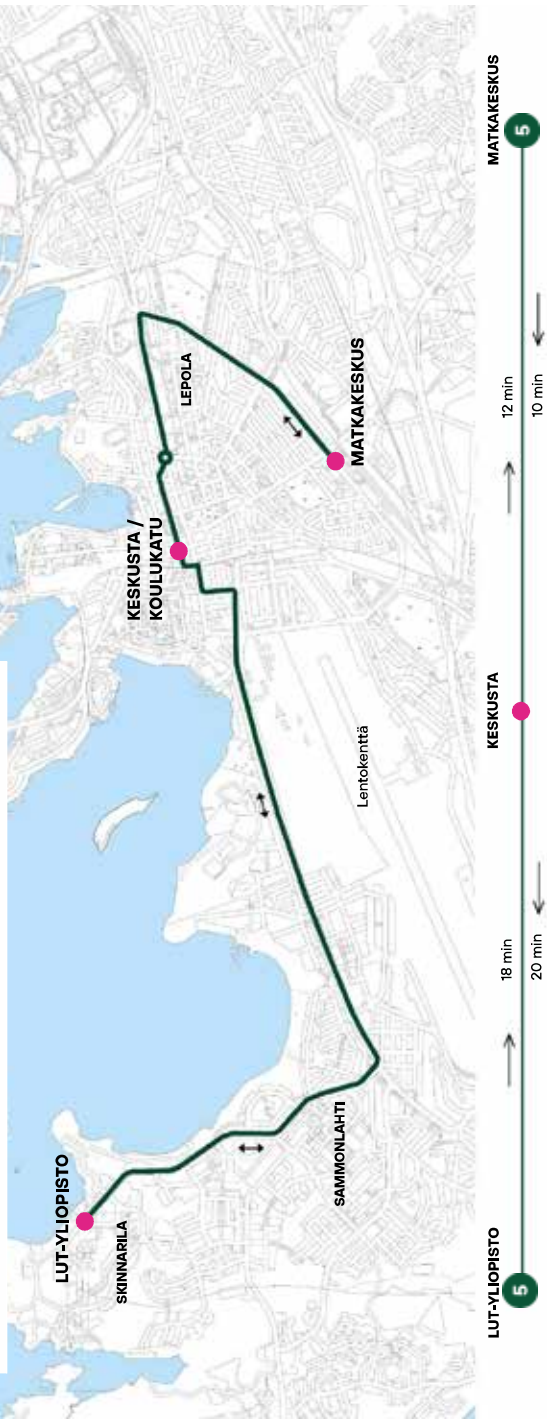 LUT-YLIOPISTO
SKINNARILA
SAMMONLAHTI
Lentokenttä
KESKUSTA /
KOULUKATU
LEPOLA
MATKAKESKUS
LUT-YLIOPISTO
KESKUSTA
MATKAKESKUS
5
18 min
12 min
5
20 min
10 min